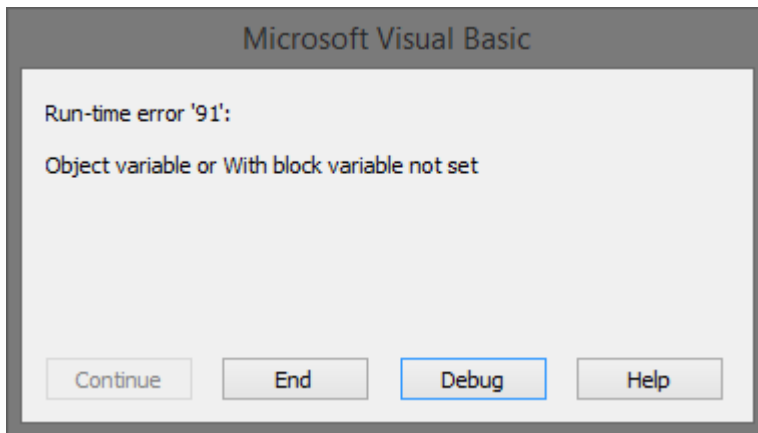 Microsoft Visual Basic
Run-time error '91':
Object variable or With block variable not set
Continue
End
Debug
Help